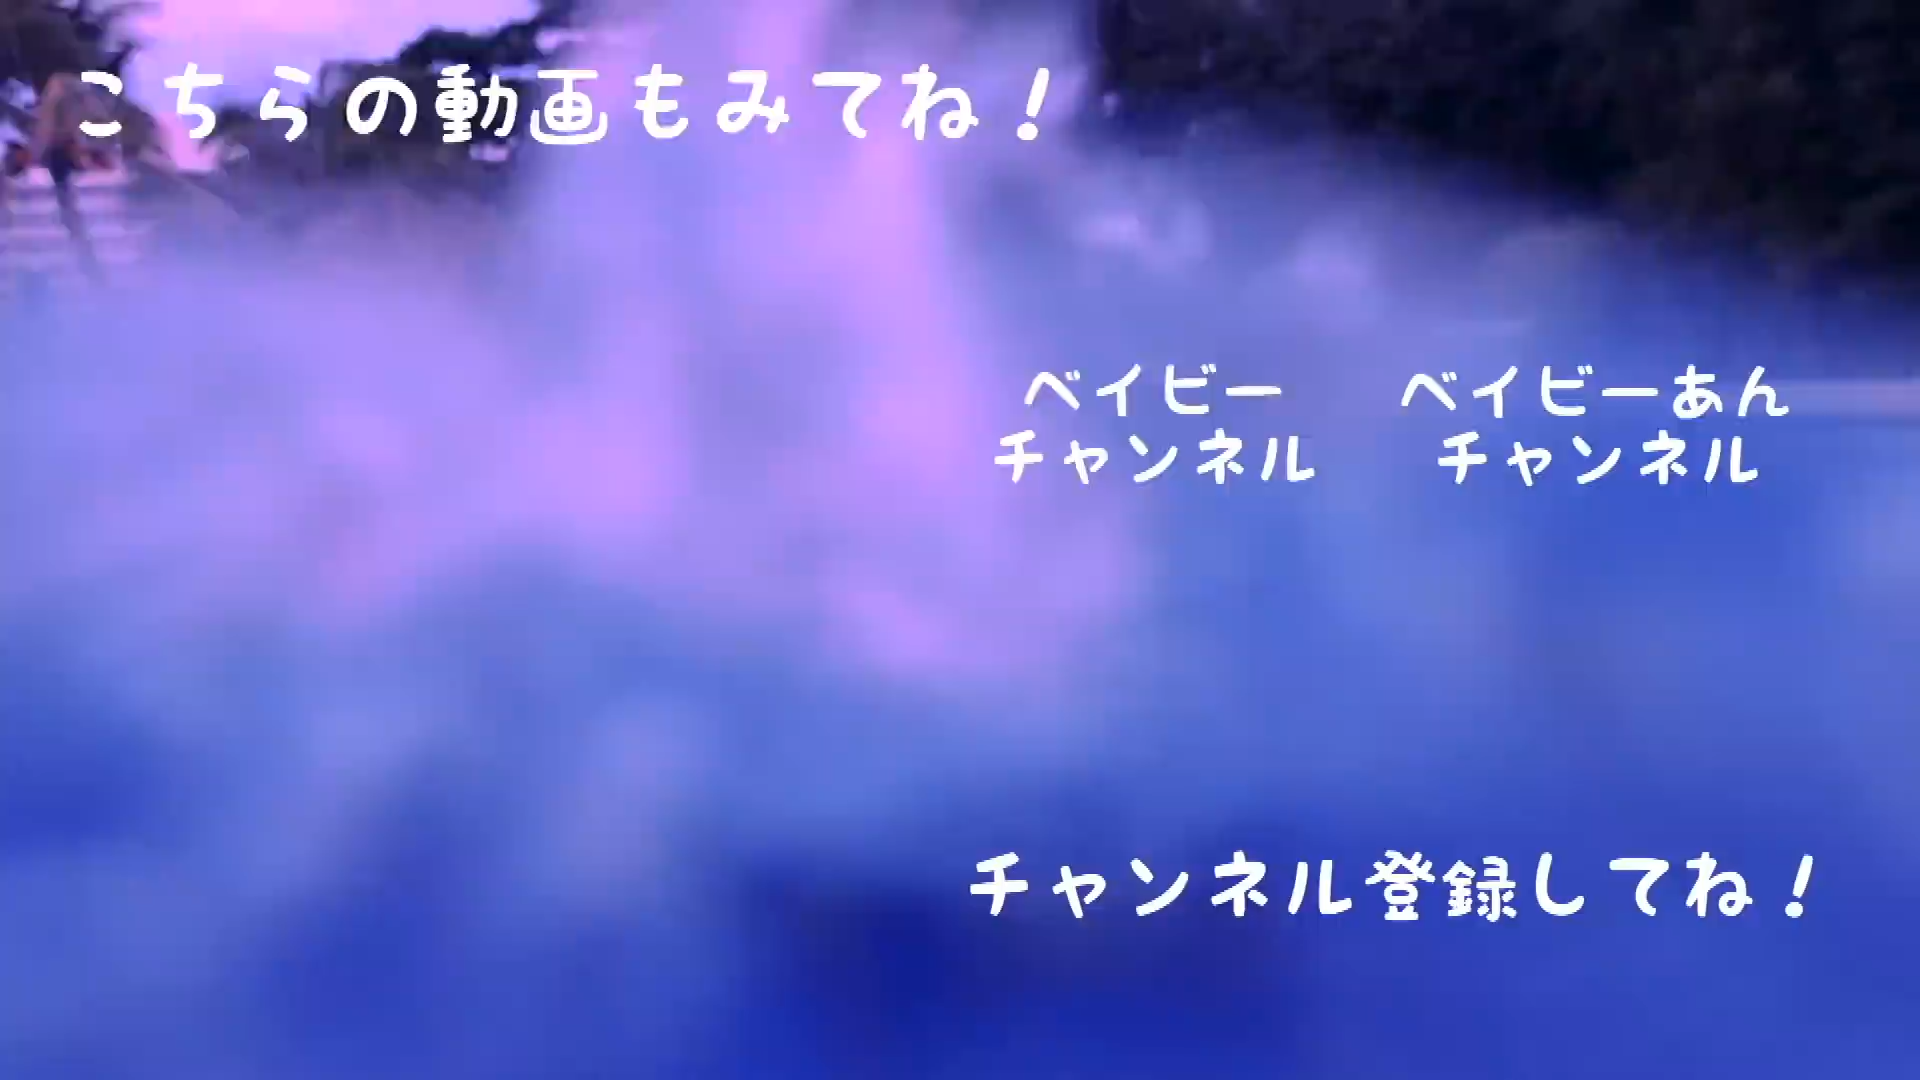 こちらの動画もみてね！
ベイビー
チャンネル
ベイビーあん
チャンネル
チャンネル登録してね！